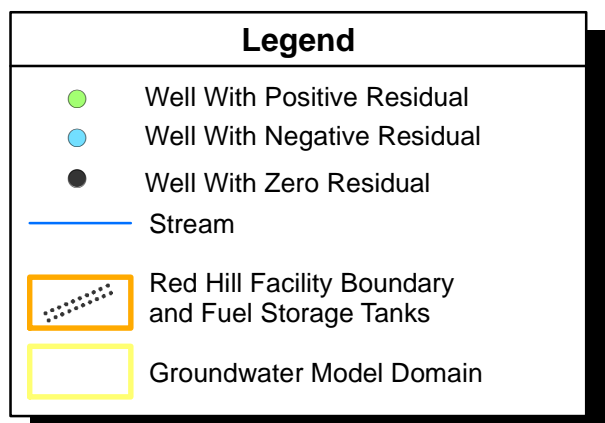 Legend
Well With Positive Residual
Well With Negative Residual
Well With Zero Residual
Stream
Red Hill Facility Boundary
and Fuel Storage Tanks
Groundwater Model Domain